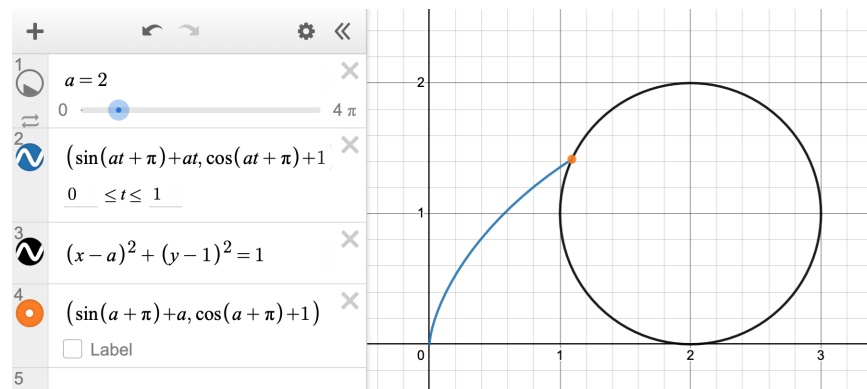 1
a = 2
0
4 π
2
(sin(at + π)+at, cos(at + π)+1
0 ≤ t ≤ 1
3
(x − a)² + (y − 1)² = 1
4
(sin(a + π)+a, cos(a + π)+1)
Label
5
2
1
0
1
2
3